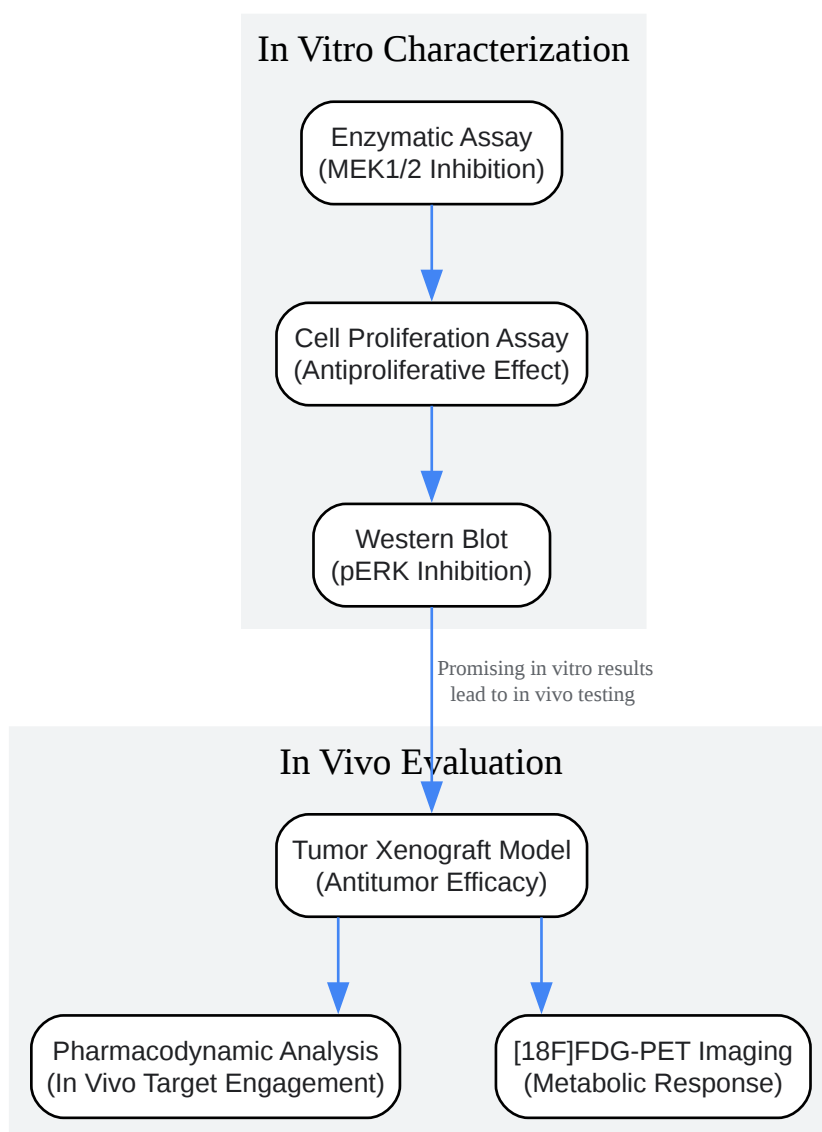 In Vitro Characterization
Enzymatic Assay
(MEK1/2 Inhibition)
Cell Proliferation Assay
(Antiproliferative Effect)
Western Blot
(pERK Inhibition)
Promising in vitro results
lead to in vivo testing
In Vivo Evaluation
Tumor Xenograft Model
(Antitumor Efficacy)
Pharmacodynamic Analysis
(In Vivo Target Engagement)
[18F]FDG-PET Imaging
(Metabolic Response)